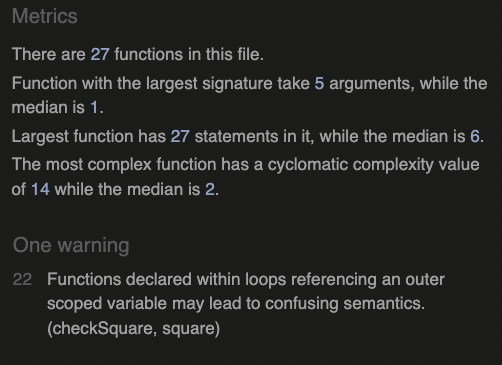 Metrics
There are 27 functions in this file.
Function with the largest signature take 5 arguments, while the
median is 1.
Largest function has 27 statements in it, while the median is 6.
The most complex function has a cyclomatic complexity value
of 14 while the median is 2.
One warning
22 Functions declared within loops referencing an outer
scoped variable may lead to confusing semantics.
(checkSquare, square)